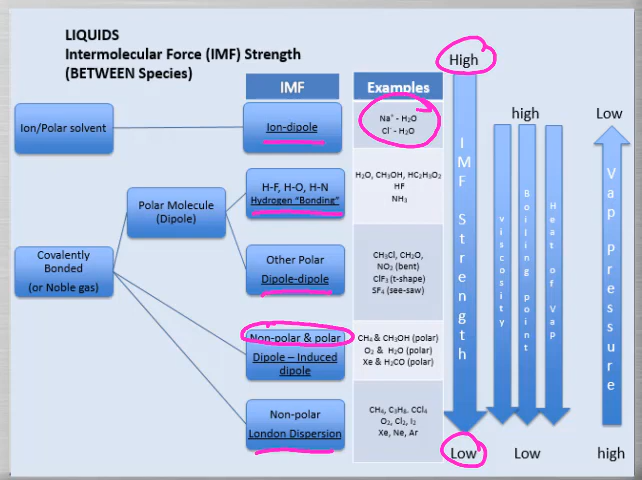 LIQUIDS
Intermolecular Force (IMF) Strength
(BETWEEN Species)
IMF
Examples
High
Ion/Polar solvent
Ion-dipole
Na⁺ - H₂O
Cl⁻ - H₂O
high
Low
Polar Molecule
(Dipole)
H-F, H-O, H-N
Hydrogen "Bonding"
H₂O, CH₃OH, HC₂H₃O₂
HF
NH₃
Covalently
Bonded
(or Noble gas)
Other Polar
Dipole-dipole
CH₃Cl, CH₂O,
NO₂ (bent)
ClF₃ (t-shape)
SF₄ (see-saw)
Non-polar & polar
Dipole – Induced
dipole
CH₄ & CH₃OH (polar)
O₂ & H₂O (polar)
Xe & H₂CO (polar)
Non-polar
London Dispersion
CH₄, C₃H₈, CCl₄
O₂, Cl₂, I₂
Xe, Ne, Ar
IMF Strength
viscosity
Boiling point
Heat of Vap
Vap Pressure
Low
Low
high